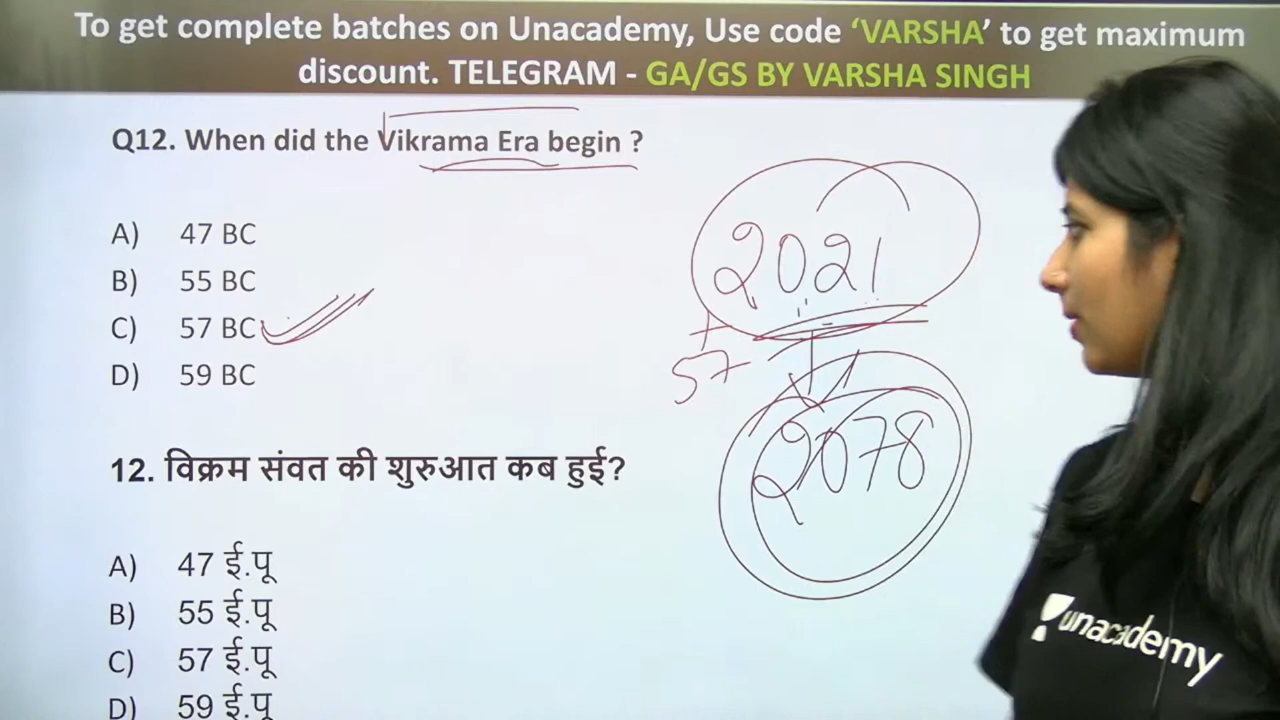 To get complete batches on Unacademy, Use code ‘VARSHA’ to get maximum
discount. TELEGRAM - GA/GS BY VARSHA SINGH
Q12. When did the Vikrama Era begin ?
A) 47 BC
B) 55 BC
C) 57 BC
D) 59 BC
2021
+
57
2078
12. विक्रम संवत की शुरुआत कब हुई?
A) 47 ई.पू
B) 55 ई.पू
C) 57 ई.पू
D) 59 ई.पू
unacademy